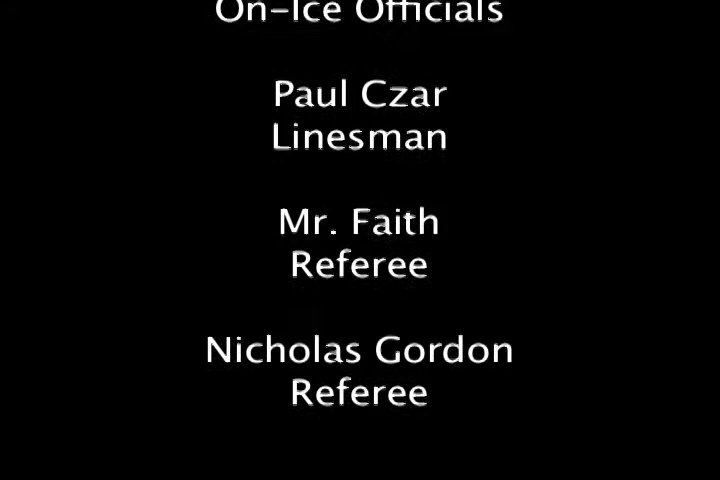 On-Ice Officials
Paul Czar
Linesman
Mr. Faith
Referee
Nicholas Gordon
Referee